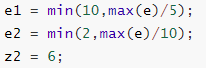 e1 = min(10,max(e)/5);
e2 = min(2,max(e)/10);
z2 = 6;